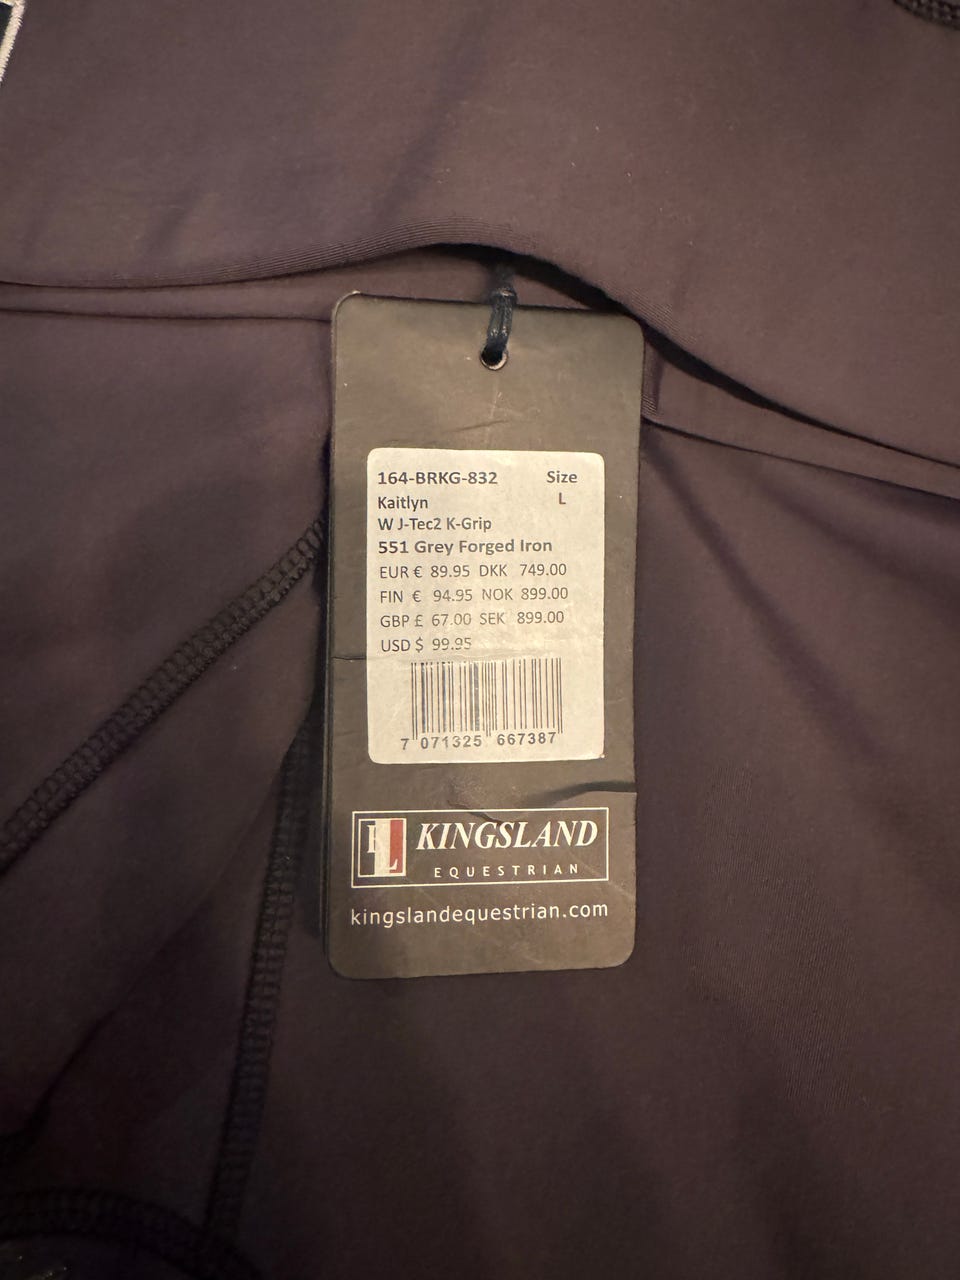 164-BRKG-832 Size
Kaitlyn L
W J-Tec2 K-Grip
551 Grey Forged Iron
EUR € 89.95 DKK 749.00
FIN € 94.95 NOK 899.00
GBP £ 67.00 SEK 899.00
USD $ 99.95
7 071325 667387
KL KINGSLAND
EQUESTRIAN
kingslandequestrian.com